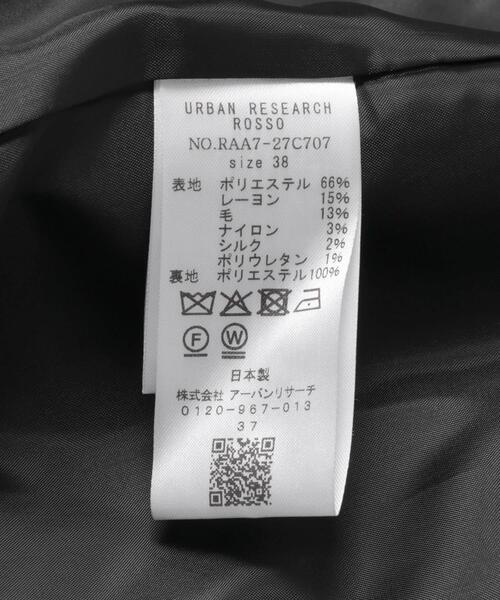 URBAN RESEARCH
ROSSO
NO.RAA7-27C707
size 38
表地 ポリエステル 66%
レーヨン 15%
毛 13%
ナイロン 3%
シルク 2%
ポリウレタン 1%
裏地 ポリエステル100%
F W
日本製
株式会社 アーバンリサーチ
0120-967-013
37